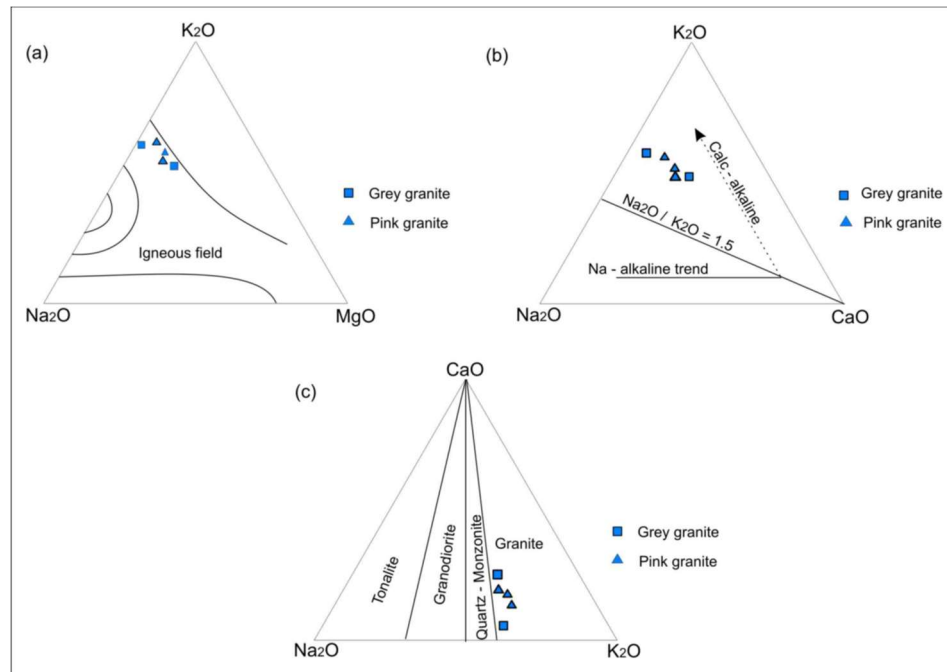 (a)
K2O
Grey granite
Pink granite
Igneous field
Na2O
MgO
(b)
K2O
Calc - alkaline
Na2O / K2O = 1.5
Na - alkaline trend
Grey granite
Pink granite
Na2O
CaO
(c)
CaO
Tonalite
Granodiorite
Quartz - Monzonite
Granite
Grey granite
Pink granite
Na2O
K2O